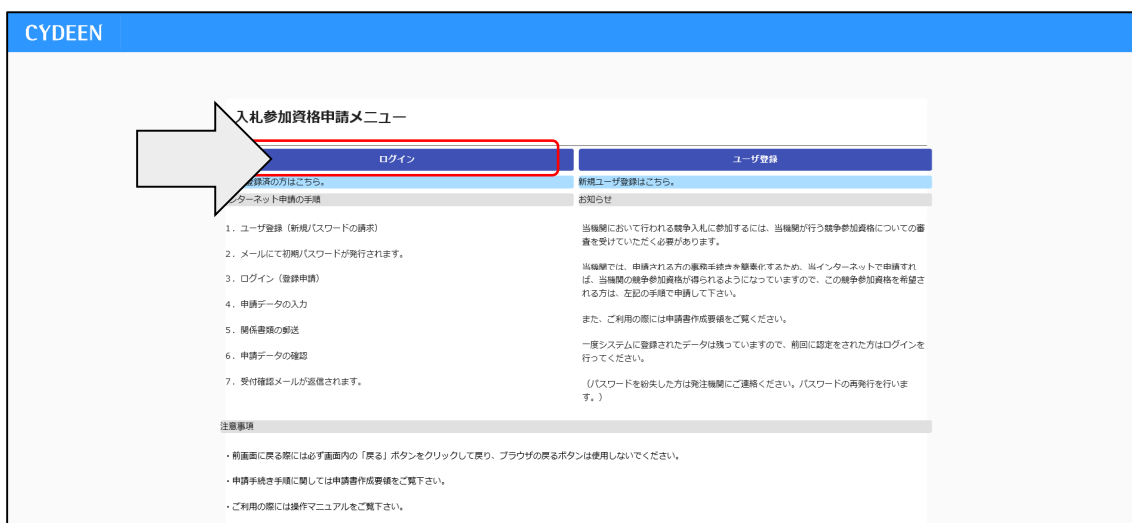 CYDEEN
入札参加資格申請メニュー
ログイン
ユーザ登録
登録済の方はこちら。
新規ユーザ登録はこちら。
ターネット申請の手順
お知らせ
1. ユーザ登録（新規パスワードの請求）
2. メールにて初期パスワードが発行されます。
3. ログイン（登録申請）
4. 申請データの入力
5. 関係書類の郵送
6. 申請データの確認
7. 受付確認メールが返信されます。
当機関において行われる競争入札に参加するには、当機関が行う競争参加資格についての審
査を受けていただく必要があります。
当機関では、申請される方の事務手続きを簡素化するため、当インターネットで申請すれ
ば、当機関の競争参加資格が得られるようになっていますので、この競争参加資格を希望さ
れる方は、左記の手順で申請して下さい。
また、ご利用の際には申請書作成要領をご覧ください。
一度システムに登録されたデータは残っていますので、前回に認定をされた方はログインを
行ってください。
（パスワードを紛失した方は発注機関にご連絡ください。パスワードの再発行を行いま
す。）
注意事項
・前画面に戻る際には必ず画面内の「戻る」ボタンをクリックして戻り、ブラウザの戻るボタンは使用しないでください。
・申請手続き手順に関しては申請書作成要領をご覧下さい。
・ご利用の際には操作マニュアルをご覧下さい。